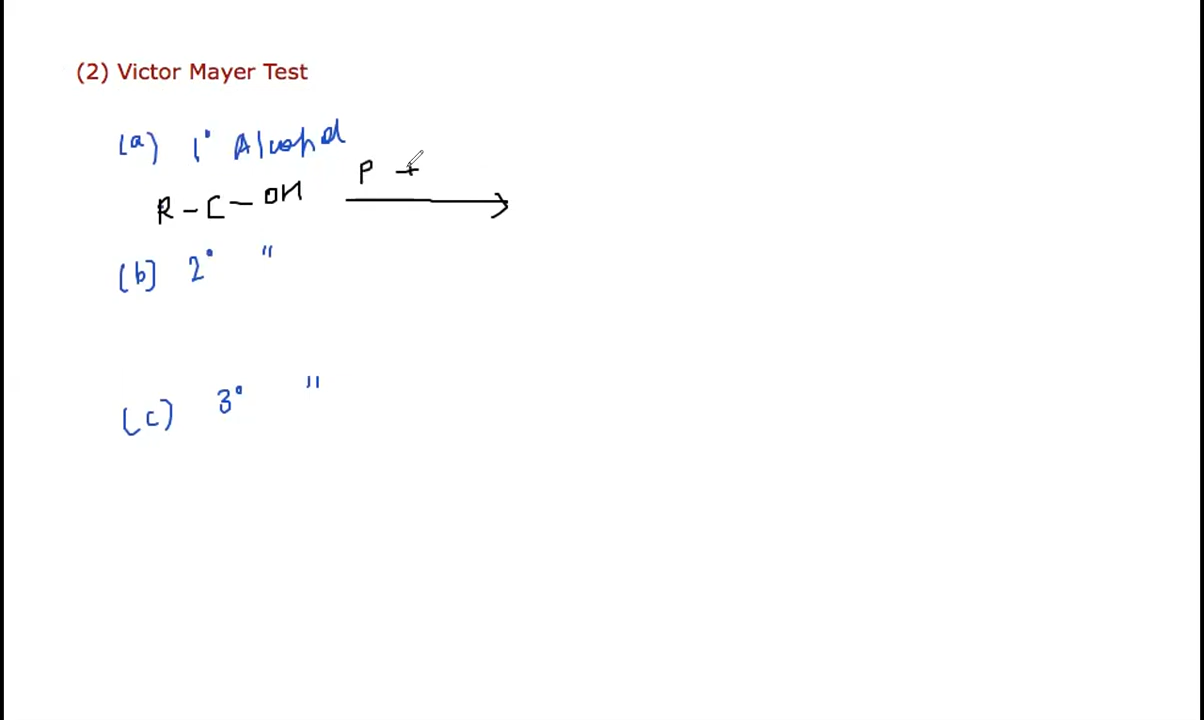 (2) Victor Mayer Test
(a) 1° Alcohol
P +
R-C-OH
(b) 2° "
(c) 3° "